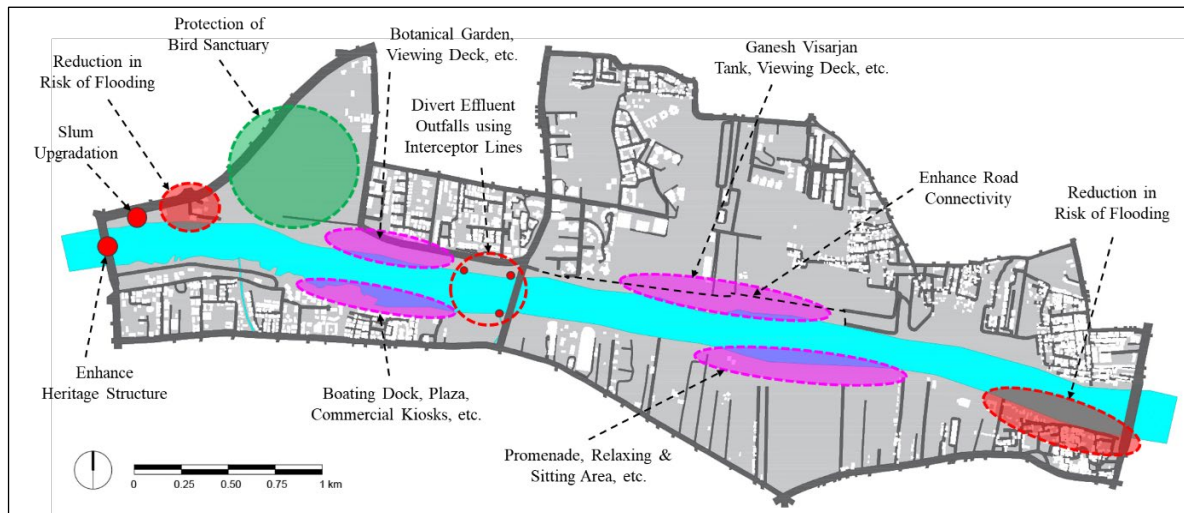 Protection of
Bird Sanctuary
Botanical Garden,
Viewing Deck, etc.
Ganesh Visarjan
Tank, Viewing Deck, etc.
Reduction in
Risk of Flooding
Divert Effluent
Outfalls using
Interceptor Lines
Slum
Upgradation
Enhance Road
Connectivity
Reduction in
Risk of Flooding
Enhance
Heritage Structure
Boating Dock, Plaza,
Commercial Kiosks, etc.
Promenade, Relaxing &
Sitting Area, etc.
0 0.25 0.50 0.75 1 km